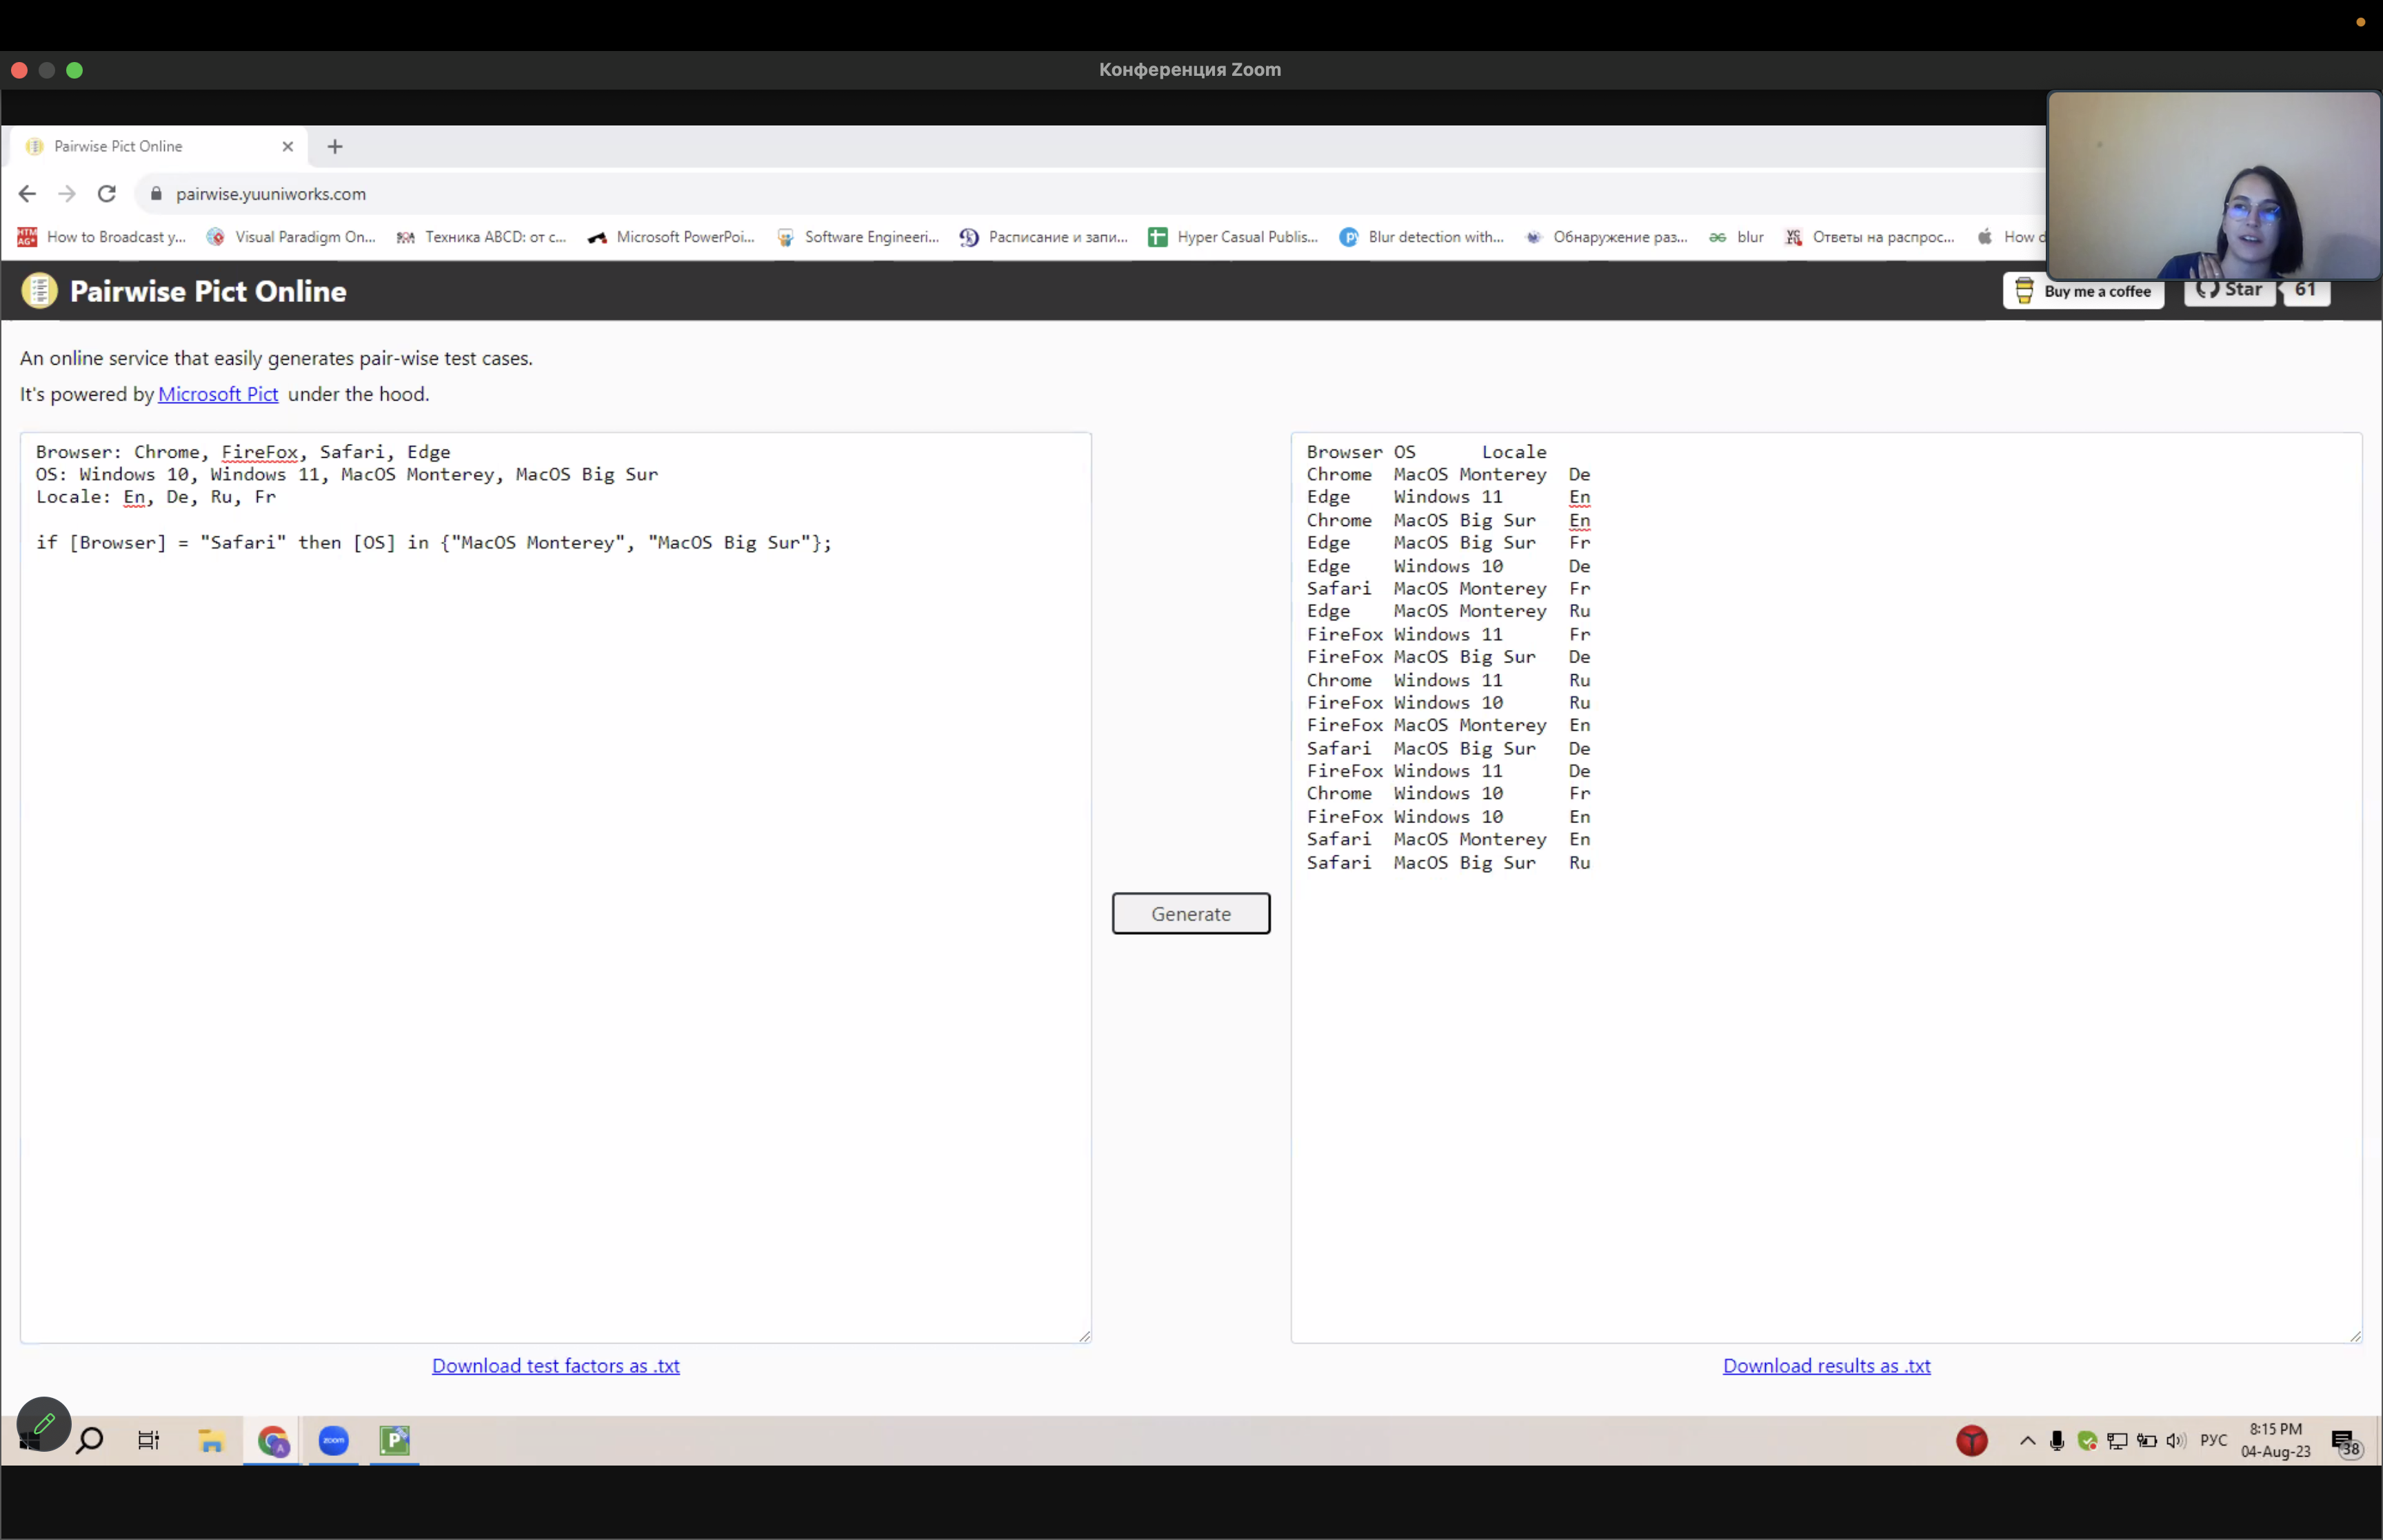 Конференция Zoom
Pairwise Pict Online
pairwise.yuuniworks.com
How to Broadcast y... Visual Paradigm On... Техника ABCD: от с... Microsoft PowerPoi... Software Engineeri... Расписание и запи... Hyper Casual Publis... Blur detection with... Обнаружение раз... blur Ответы на распрос... How d
Pairwise Pict Online
Buy me a coffee Star 61
An online service that easily generates pair-wise test cases.
It's powered by Microsoft Pict under the hood.
Browser: Chrome, FireFox, Safari, Edge
OS: Windows 10, Windows 11, MacOS Monterey, MacOS Big Sur
Locale: En, De, Ru, Fr
if [Browser] = "Safari" then [OS] in {"MacOS Monterey", "MacOS Big Sur"};
Generate
Browser OS Locale
Chrome MacOS Monterey De
Edge Windows 11 En
Chrome MacOS Big Sur En
Edge MacOS Big Sur Fr
Edge Windows 10 De
Safari MacOS Monterey Fr
Edge MacOS Monterey Ru
FireFox Windows 11 Fr
FireFox MacOS Big Sur De
Chrome Windows 11 Ru
FireFox Windows 10 Ru
FireFox MacOS Monterey En
Safari MacOS Big Sur De
FireFox Windows 11 De
Chrome Windows 10 Fr
FireFox Windows 10 En
Safari MacOS Monterey En
Safari MacOS Big Sur Ru
Download test factors as .txt
Download results as .txt
zoom
РУС
8:15 PM
04-Aug-23
38